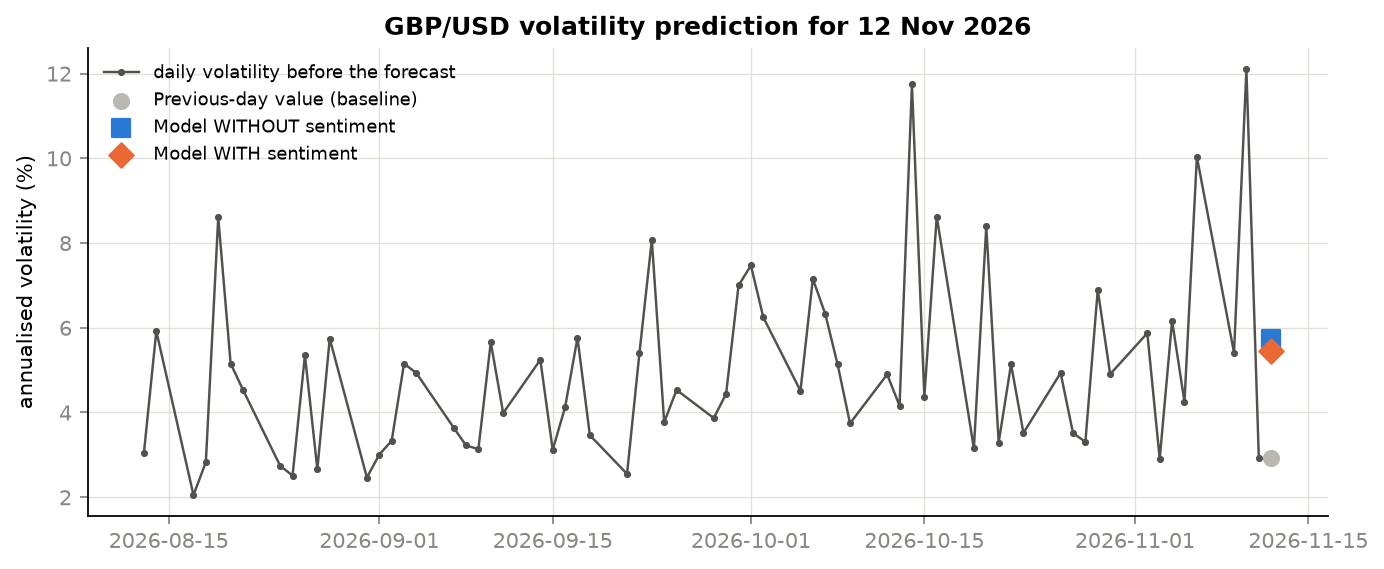 GBP/USD volatility prediction for 12 Nov 2026
annualised volatility (%)
12
10
8
6
4
2
daily volatility before the forecast
Previous-day value (baseline)
Model WITHOUT sentiment
Model WITH sentiment
2026-08-15
2026-09-01
2026-09-15
2026-10-01
2026-10-15
2026-11-01
2026-11-15